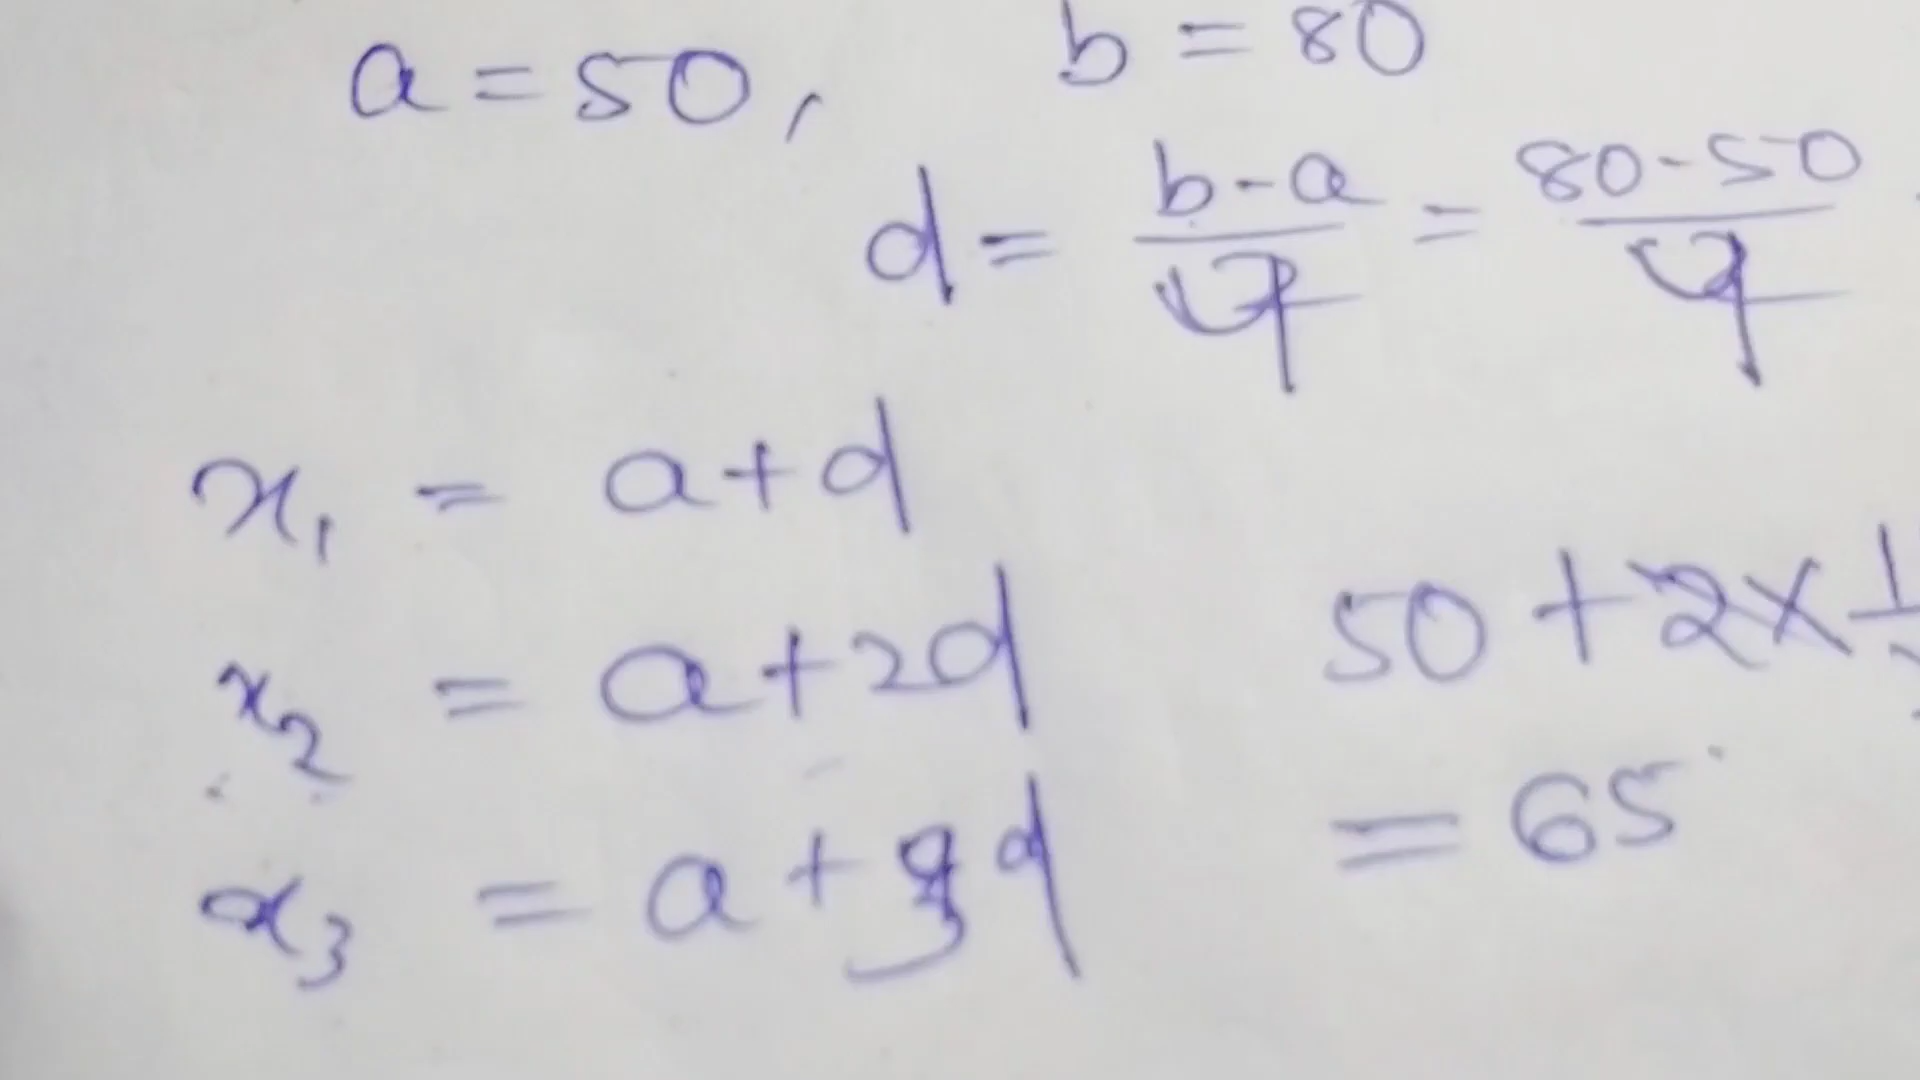 a = 50, b = 80
d = b-a/4 = 80-50/4
x₁ = a+d
x₂ = a+2d 50+2×
x₃ = a+3d = 65